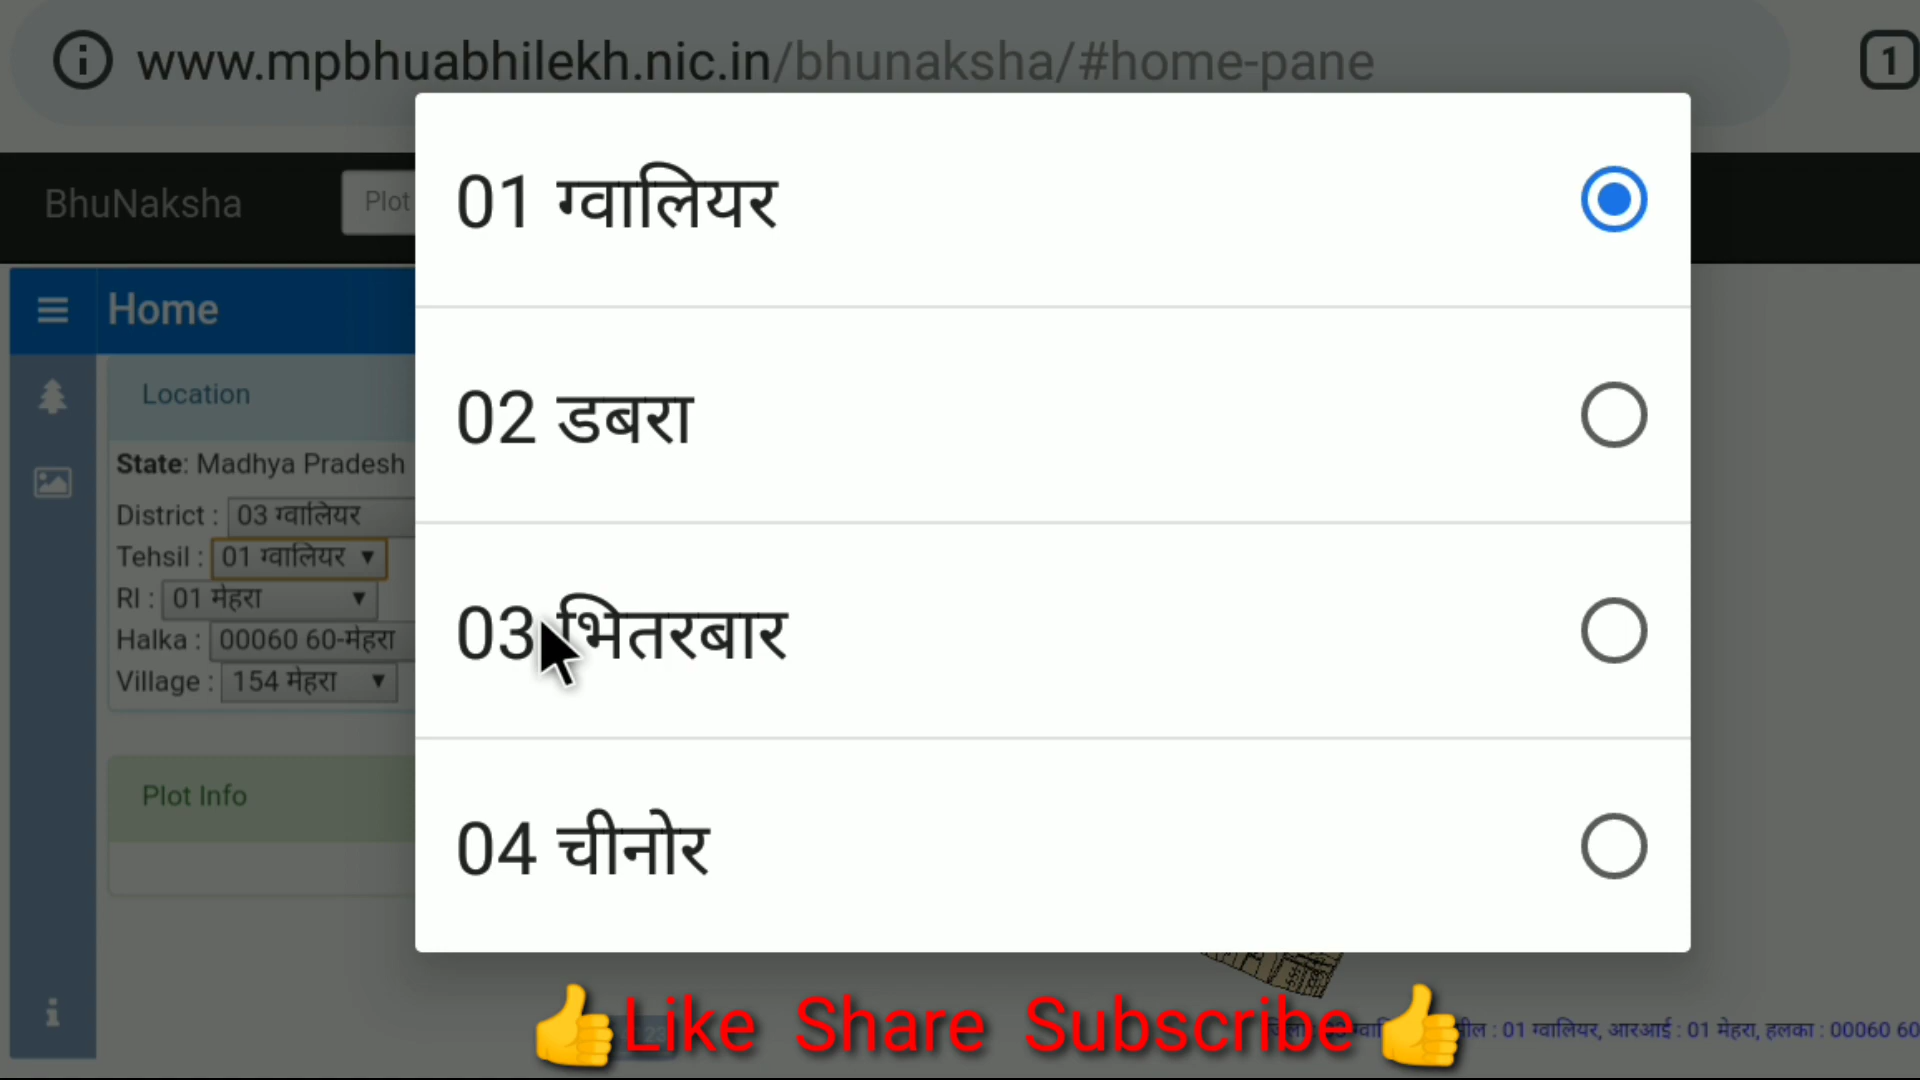 www.mpbhuabhilekh.nic.in/bhunaksha/#home-pane
1
BhuNaksha
Plot
Home
Location
State: Madhya Pradesh
District : 03 ग्वालियर
Tehsil : 01 ग्वालियर
RI : 01 मेहरा
Halka : 00060 60-मेहरा
Village : 154 मेहरा
Plot Info
01 ग्वालियर
02 डबरा
03 भितरबार
04 चीनोर
👍Like Share Subscribe👍
: 01 ग्वालियर, आरआई : 01 मेहरा, हलका : 00060 60